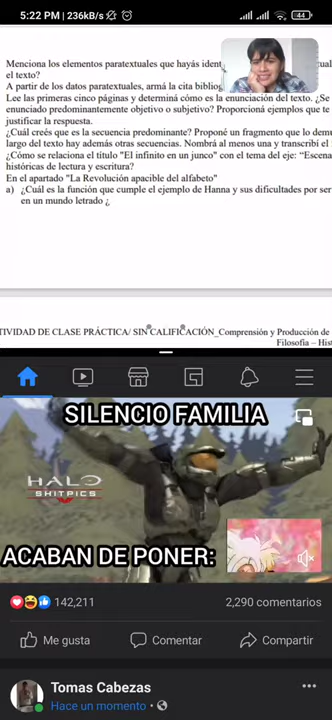 5:22 PM | 236kB/s
44
Menciona los elementos paratextuales que hayás ident
el texto?
A partir de los datos paratextuales, armá la cita bibliog
Lee las primeras cinco páginas y determiná cómo es la enunciación del texto. ¿Se
enunciado predominantemente objetivo o subjetivo? Proporcioná ejemplos que te
justificar la respuesta.
¿Cuál creés que es la secuencia predominante? Proponé un fragmento que lo demu
largo del texto hay además otras secuencias. Nombrá al menos una y transcribí el
¿Cómo se relaciona el título "El infinito en un junco" con el tema del eje: "Escena
históricas de lectura y escritura?
En el apartado "La Revolución apacible del alfabeto"
a) ¿Cuál es la función que cumple el ejemplo de Hanna y sus dificultades por ser
en un mundo letrado ¿
TIVIDAD DE CLASE PRÁCTICA/ SIN CALIFICACIÓN_Comprensión y Producción de
Filosofía – Hist
SILENCIO FAMILIA
HALO
SHITPICS
ACABAN DE PONER:
142,211
2,290 comentarios
Me gusta
Comentar
Compartir
Tomas Cabezas
Hace un momento